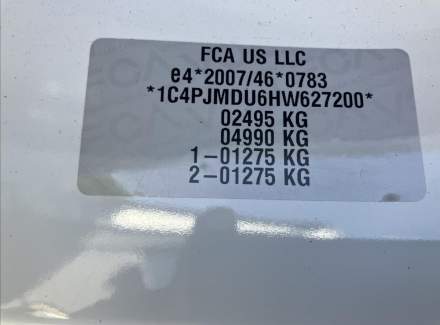 FCA US LLC
e4*2007/46*0783
*1C4PJMDU6HW627200*
02495 KG
04990 KG
1-01275 KG
2-01275 KG